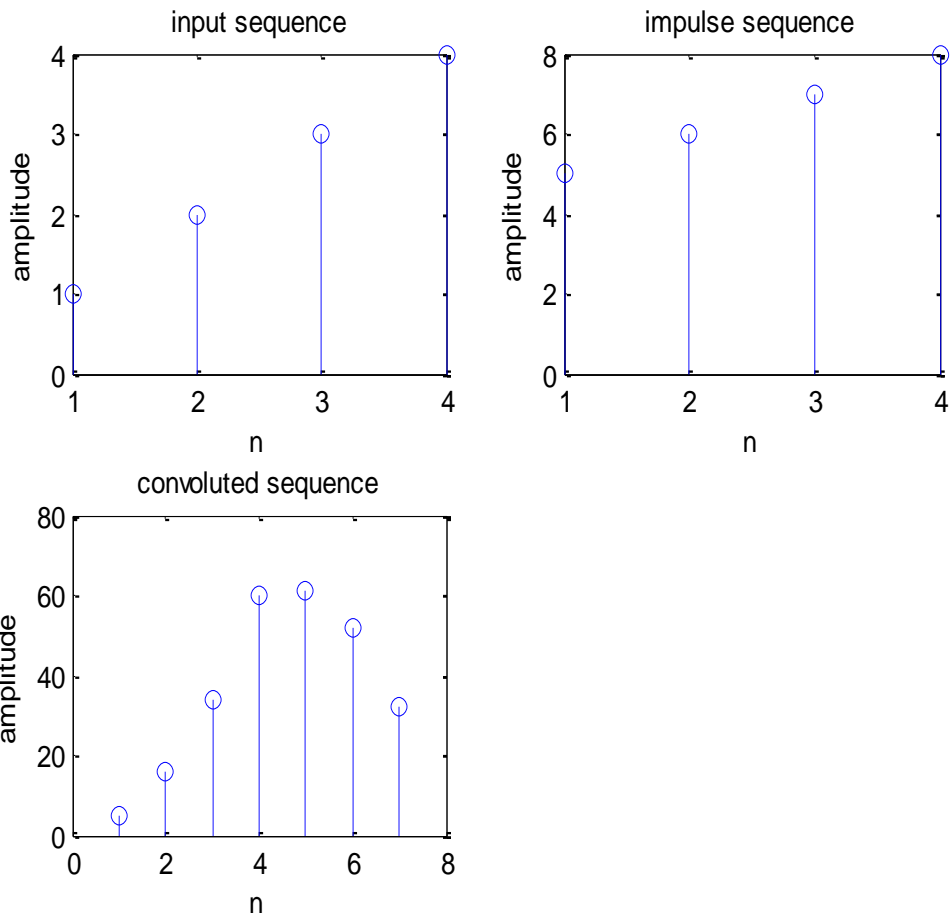 input sequence
4
3
2
1
0
amplitude
1 2 3 4
n
impulse sequence
8
6
4
2
0
amplitude
1 2 3 4
n
convoluted sequence
80
60
40
20
0
amplitude
0 2 4 6 8
n